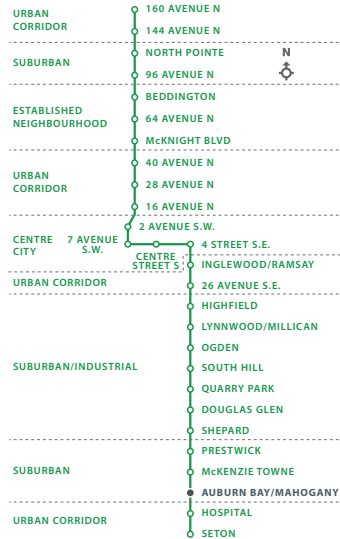 URBAN
CORRIDOR
160 AVENUE N
144 AVENUE N
SUBURBAN
NORTH POINTE
96 AVENUE N
N
ESTABLISHED
NEIGHBOURHOOD
BEDDINGTON
64 AVENUE N
McKNIGHT BLVD
URBAN
CORRIDOR
40 AVENUE N
28 AVENUE N
16 AVENUE N
CENTRE
CITY
2 AVENUE S.W.
7 AVENUE
S.W.
CENTRE
STREET S
4 STREET S.E.
INGLEWOOD/RAMSAY
URBAN CORRIDOR
26 AVENUE S.E.
SUBURBAN/INDUSTRIAL
HIGHFIELD
LYNNWOOD/MILLICAN
OGDEN
SOUTH HILL
QUARRY PARK
DOUGLAS GLEN
SHEPARD
SUBURBAN
PRESTWICK
McKENZIE TOWNE
AUBURN BAY/MAHOGANY
URBAN CORRIDOR
HOSPITAL
SETON